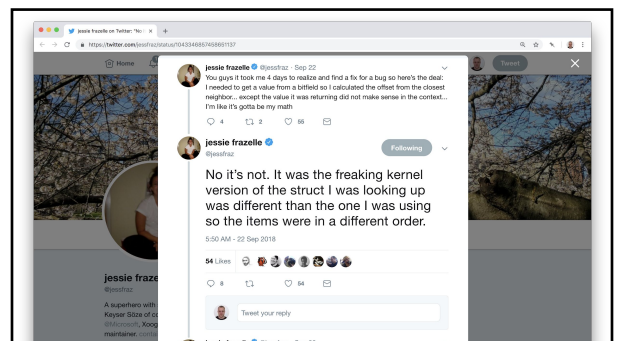 jessie frazelle on Twitter: "No I
https://twitter.com/jessfraz/status/1043346857458651137
Home
Tweet
jessie frazelle @jessfraz · Sep 22
You guys it took me 4 days to realize and find a fix for a bug so here's the deal:
I needed to get a value from a bitfield so I calculated the offset from the closest
neighbor... except the value it was returning did not make sense in the context...
I'm like it's gotta be my math
4 2 55
jessie frazelle
@jessfraz
Following
No it's not. It was the freaking kernel
version of the struct I was looking up
was different than the one I was using
so the items were in a different order.
5:50 AM - 22 Sep 2018
54 Likes
8 54
Tweet your reply
jessie fraze
@jessfraz
A superhero with
Keyser Söze of co
@Microsoft, Xoog
maintainer. conta